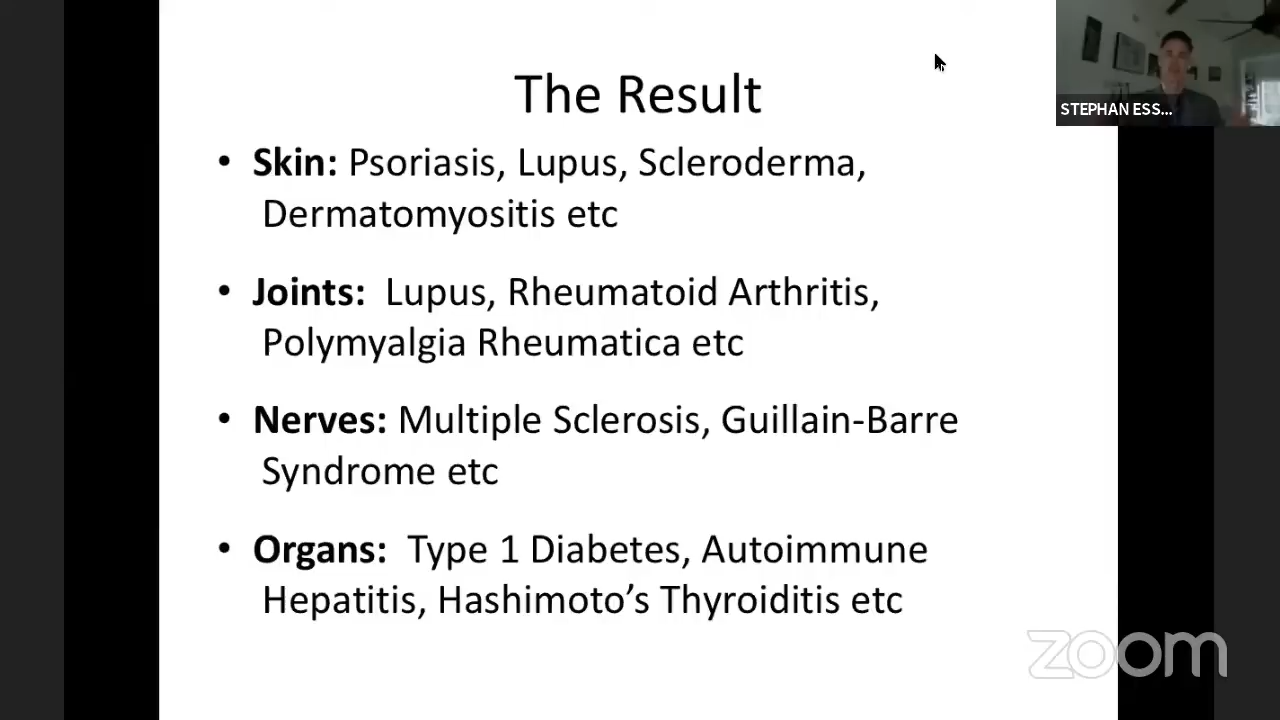 The Result
STEPHAN ESS...
• Skin: Psoriasis, Lupus, Scleroderma,
Dermatomyositis etc
• Joints: Lupus, Rheumatoid Arthritis,
Polymyalgia Rheumatica etc
• Nerves: Multiple Sclerosis, Guillain-Barre
Syndrome etc
• Organs: Type 1 Diabetes, Autoimmune
Hepatitis, Hashimoto’s Thyroiditis etc
zoom